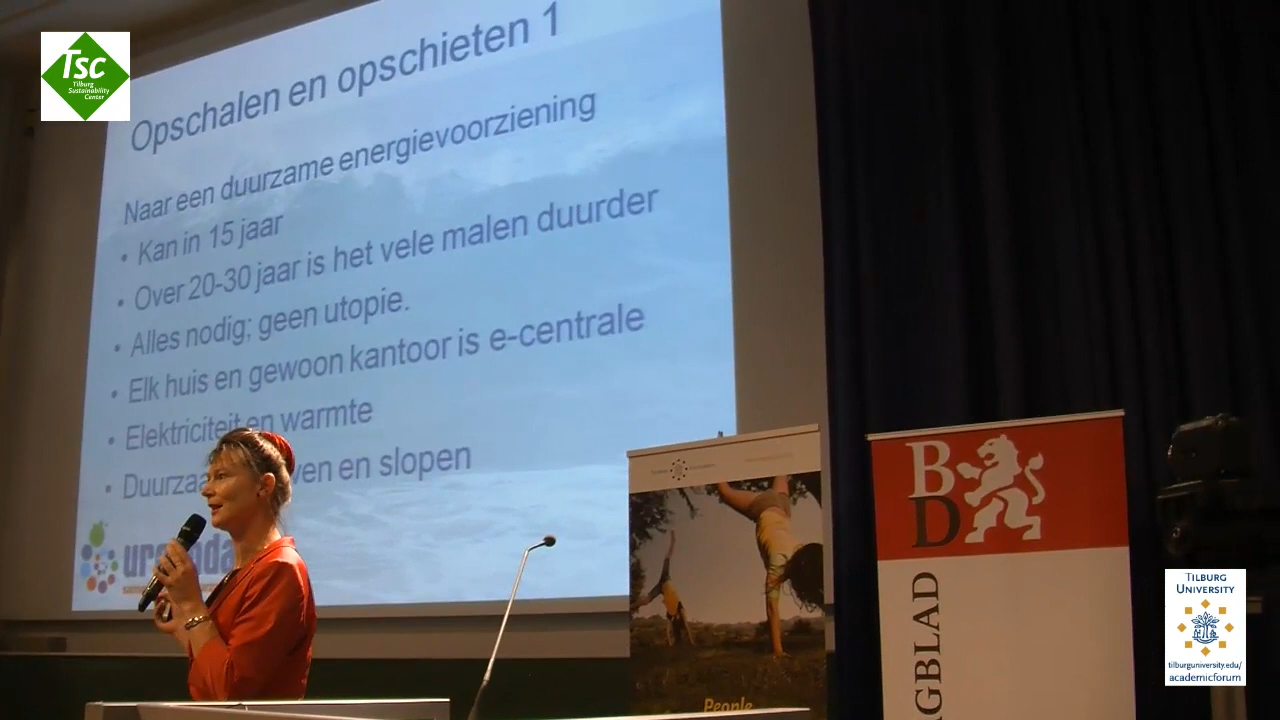 Tsc
Tilburg
Sustainability
Center
Opschalen en opschieten 1
Naar een duurzame energievoorziening
• Kan in 15 jaar
• Over 20-30 jaar is het vele malen duurder
• Alles nodig; geen utopie.
• Elk huis en gewoon kantoor is e-centrale
• Elektriciteit en warmte
• Duurza ven en slopen
ur nda
People
BD
AGBLAD
TILBURG
UNIVERSITY
tilburguniversity.edu/
academicforum